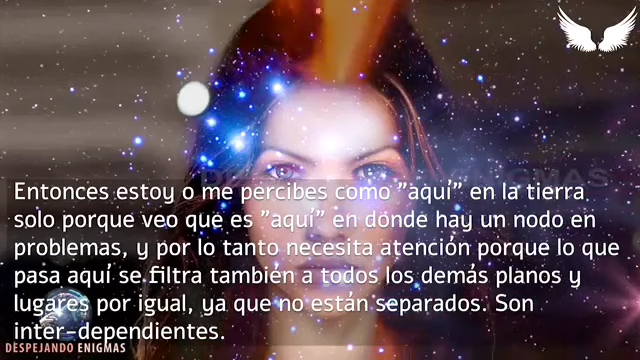 Entonces estoy o me percibes como "aquí" en la tierra
solo porque veo que es "aquí" en donde hay un nodo en
problemas, y por lo tanto necesita atención porque lo que
pasa aquí se filtra también a todos los demás planos y
lugares por igual, ya que no están separados. Son
inter-dependientes.
DESPEJANDO ENIGMAS